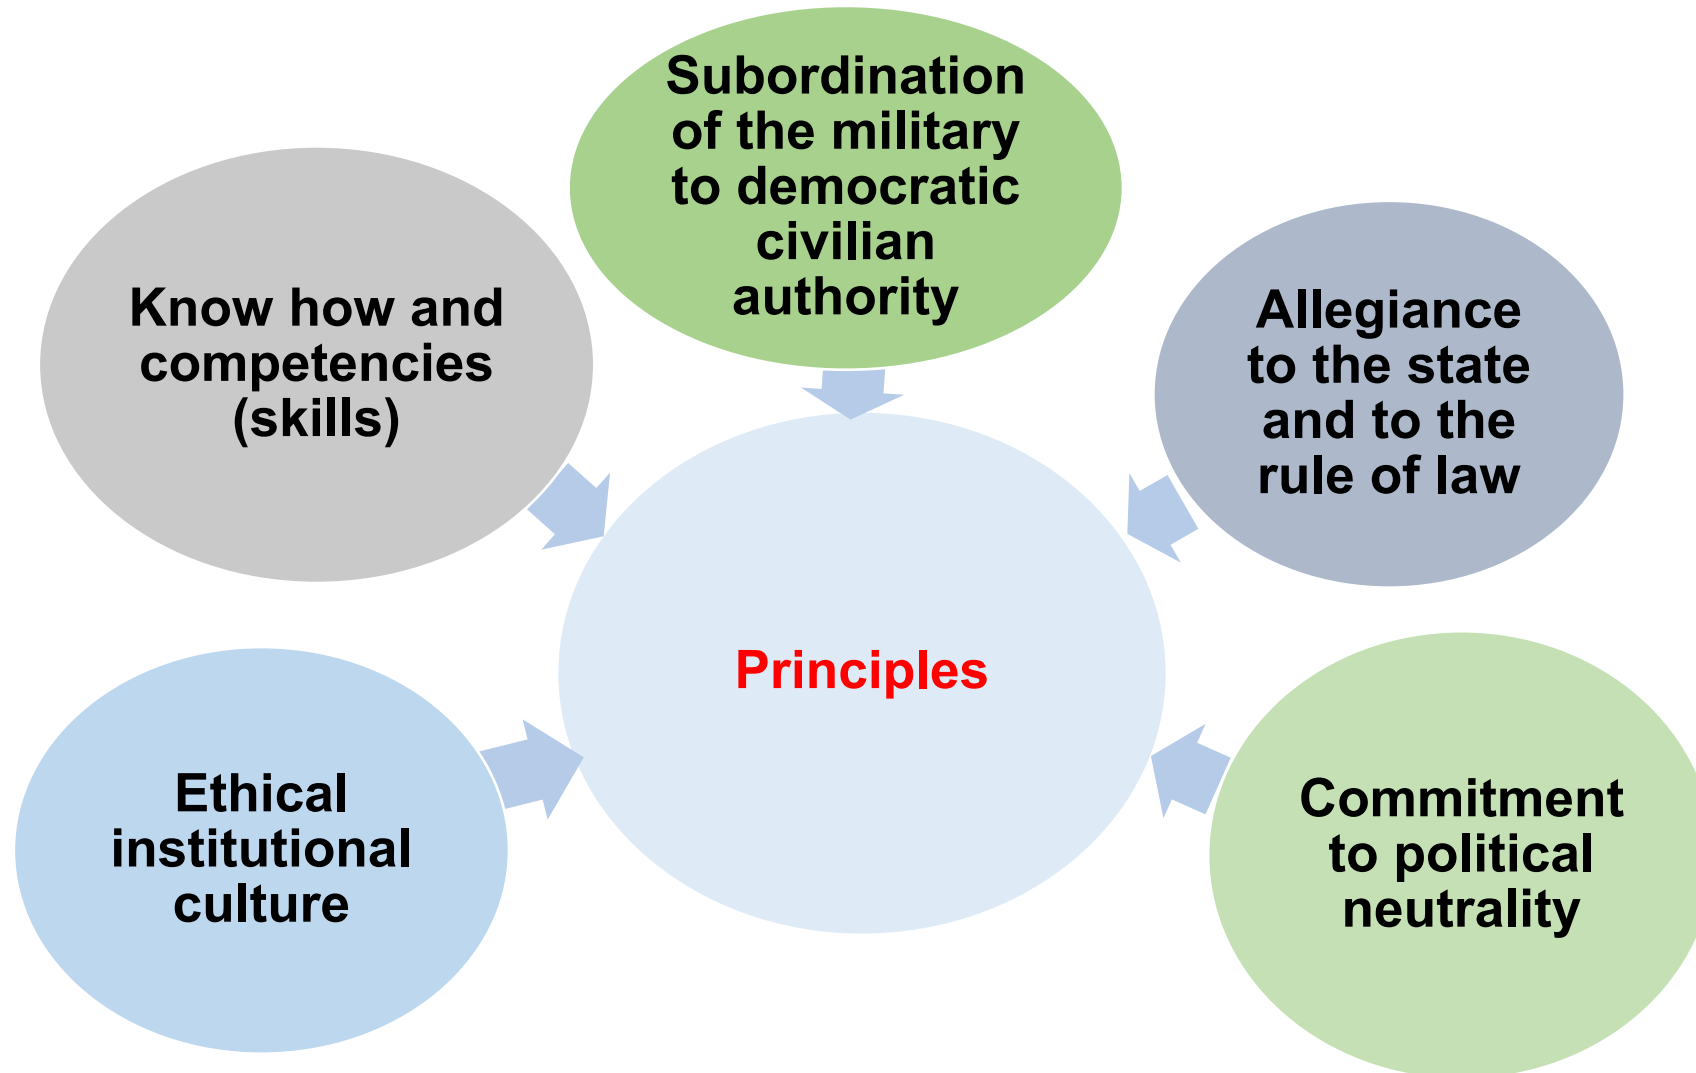 Subordination
of the military
to democratic
civilian
authority
Know how and
competencies
(skills)
Allegiance
to the state
and to the
rule of law
Principles
Ethical
institutional
culture
Commitment
to political
neutrality